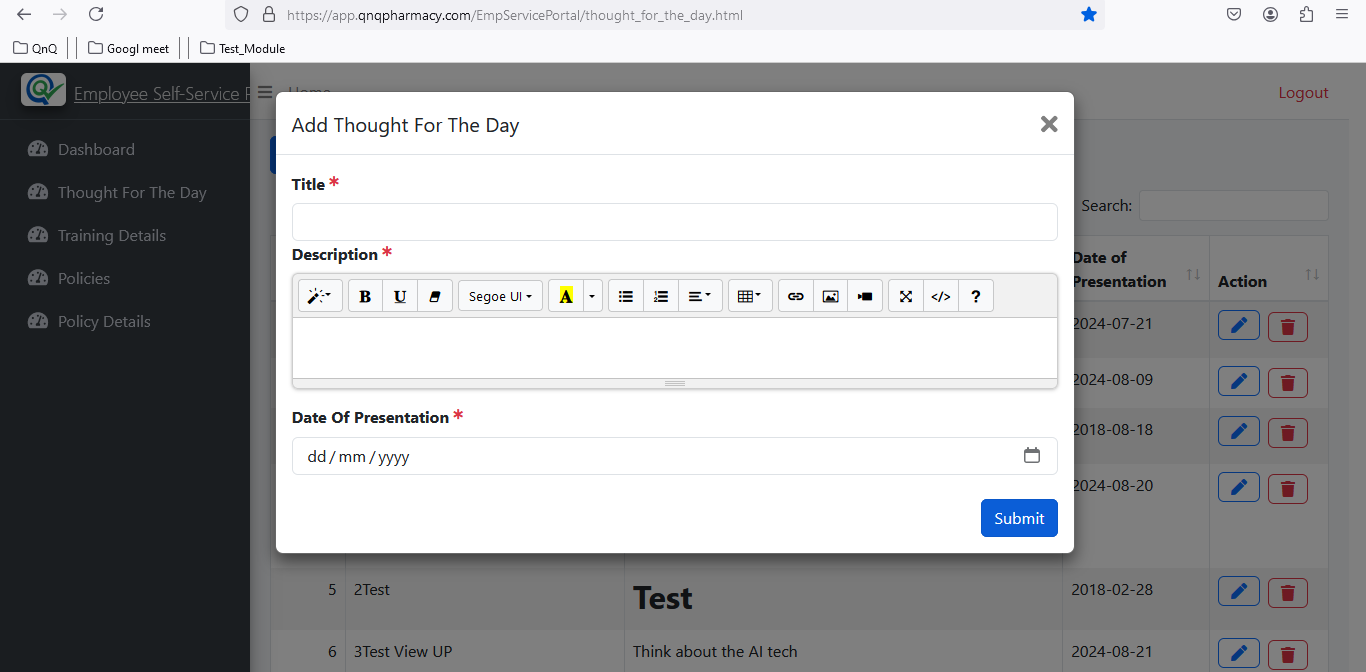 https://app.qnqpharmacy.com/EmpServicePortal/thought_for_the_day.html
QnQ
Googl meet
Test_Module
Employee Self-Service P
Home
Logout
Dashboard
Thought For The Day
Training Details
Policies
Policy Details
Add Thought For The Day
Title *
Description *
B U Segoe UI A </> ?
Date Of Presentation *
dd / mm / yyyy
Submit
Search:
Date of
Presentation
Action
2024-07-21
2024-08-09
2018-08-18
2024-08-20
5 2Test Test 2018-02-28
6 3Test View UP Think about the AI tech 2024-08-21